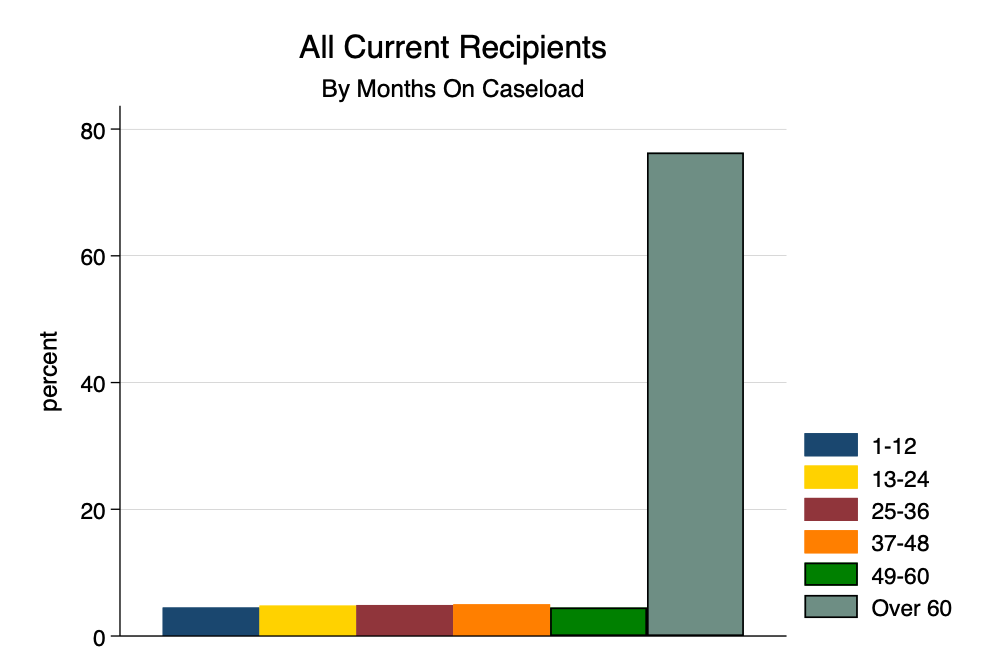 All Current Recipients
By Months On Caseload
percent
80
60
40
20
0
1-12
13-24
25-36
37-48
49-60
Over 60